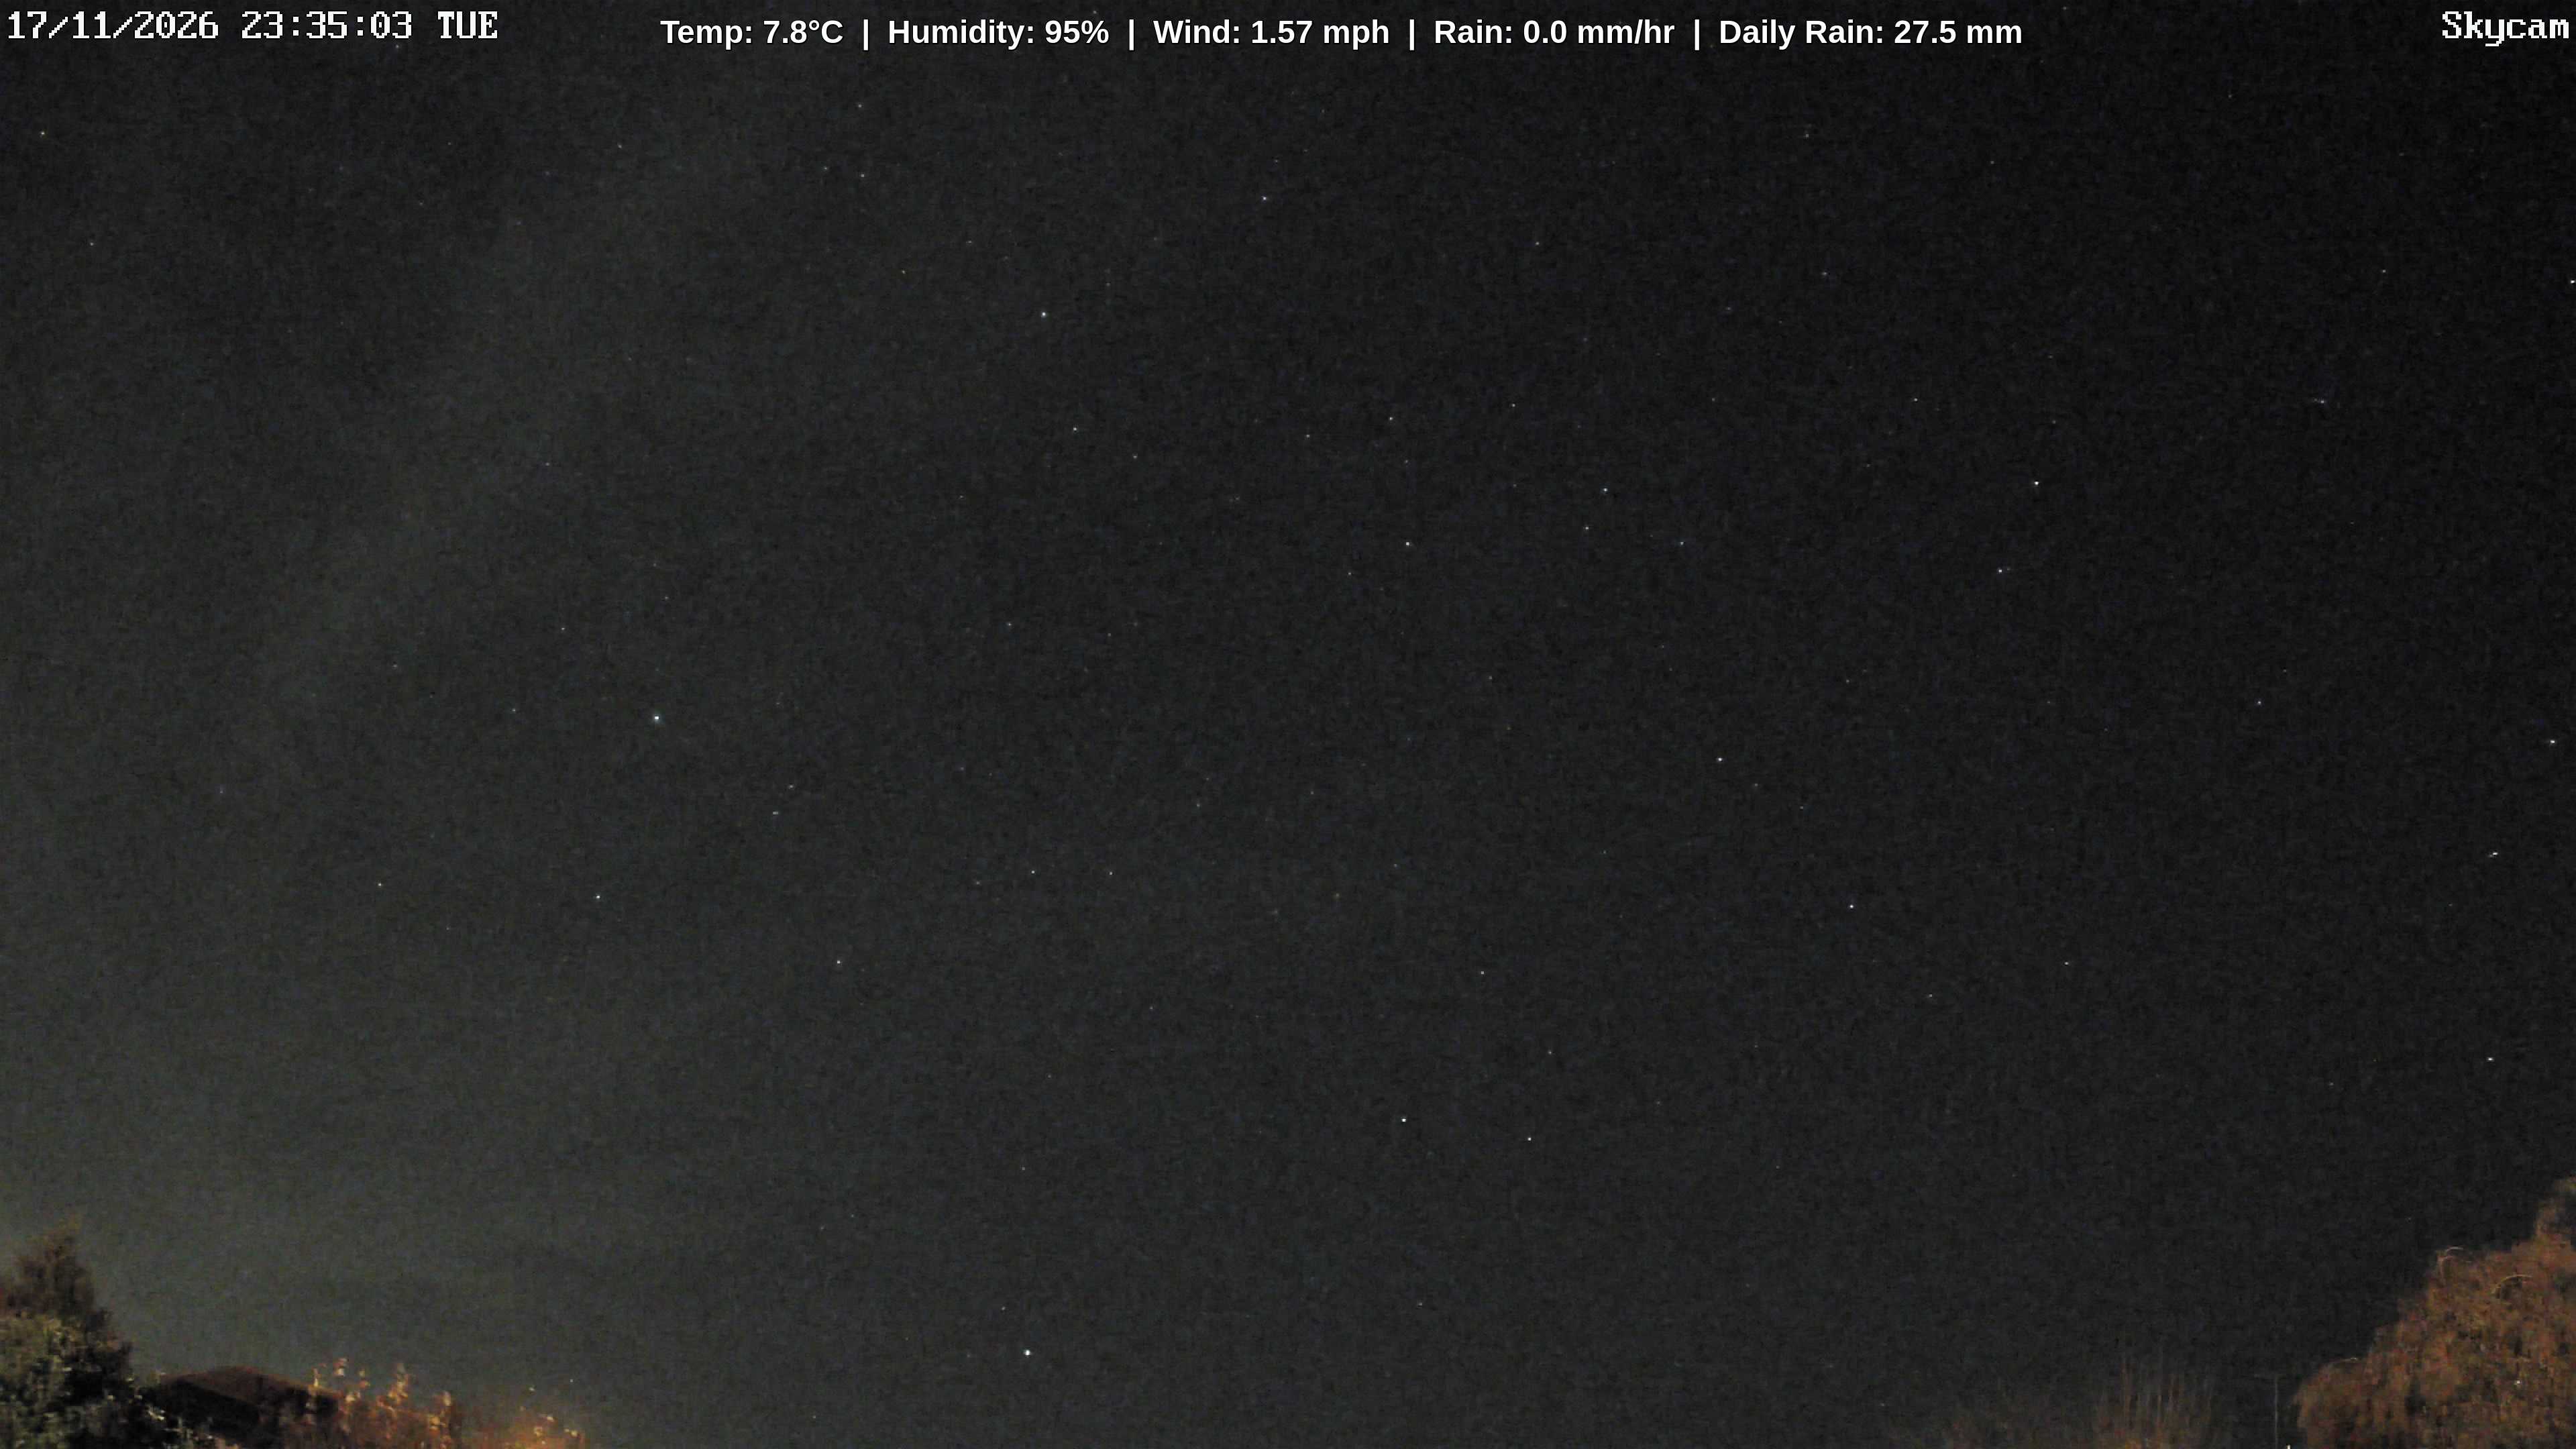 17/11/2026 23:35:03 TUE
Temp: 7.8°C | Humidity: 95% | Wind: 1.57 mph | Rain: 0.0 mm/hr | Daily Rain: 27.5 mm
Skycam